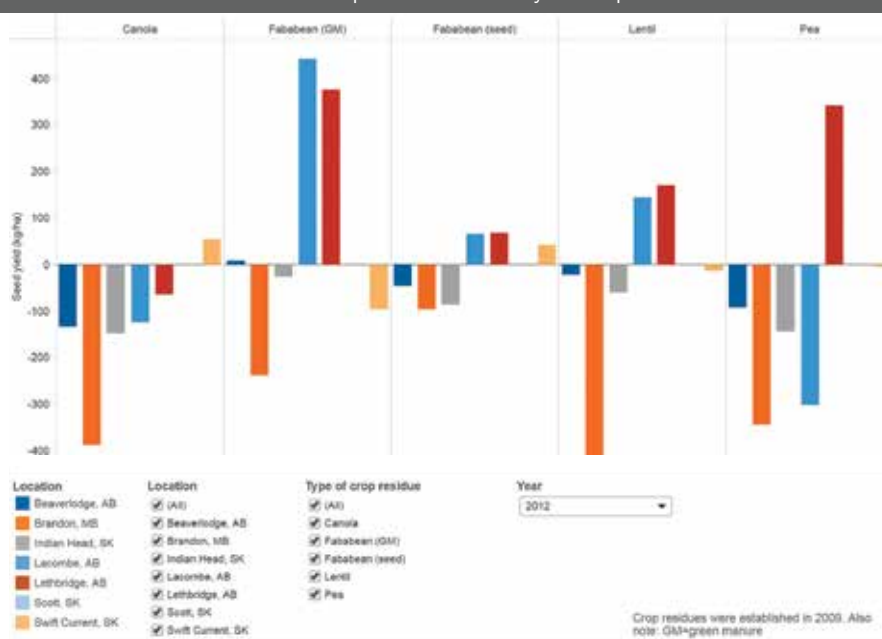 Canola Fababean (GM) Fababean (seed) Lentil Pea
400
300
200
100
0
-100
-200
-300
-400
Seed yield (kg/ha)
Location
Beaverlodge, AB
Brandon, MB
Indian Head, SK
Lacombe, AB
Lethbridge, AB
Scott, SK
Swift Current, SK
Location
(All)
Beaverlodge, AB
Brandon, MB
Indian Head, SK
Lacombe, AB
Lethbridge, AB
Scott, SK
Swift Current, SK
Type of crop residue
(All)
Canola
Fababean (GM)
Fababean (seed)
Lentil
Pea
Year
2012
Crop residues were established in 2009. Also
note: GM=green manure